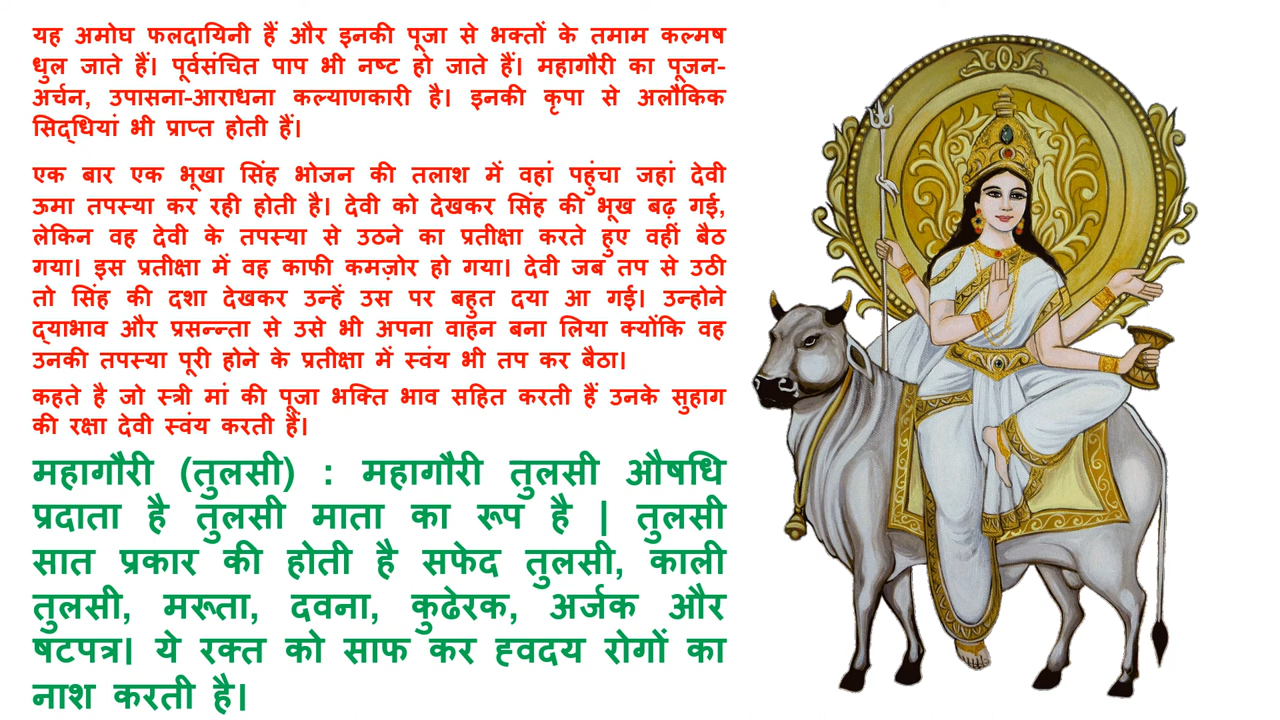 यह अमोघ फलदायिनी हैं और इनकी पूजा से भक्तों के तमाम कल्मष
धुल जाते हैं। पूर्वसंचित पाप भी नष्ट हो जाते हैं। महागौरी का पूजन-
अर्चन, उपासना-आराधना कल्याणकारी है। इनकी कृपा से अलौकिक
सिद्धियां भी प्राप्त होती हैं।
एक बार एक भूखा सिंह भोजन की तलाश में वहां पहुंचा जहां देवी
ऊमा तपस्या कर रही होती है। देवी को देखकर सिंह की भूख बढ़ गई,
लेकिन वह देवी के तपस्या से उठने का प्रतीक्षा करते हुए वहीं बैठ
गया। इस प्रतीक्षा में वह काफी कमज़ोर हो गया। देवी जब तप से उठी
तो सिंह की दशा देखकर उन्हें उस पर बहुत दया आ गई। उन्होने
द्याभाव और प्रसन्न्ता से उसे भी अपना वाहन बना लिया क्योंकि वह
उनकी तपस्या पूरी होने के प्रतीक्षा में स्वंय भी तप कर बैठा।
कहते है जो स्त्री मां की पूजा भक्ति भाव सहित करती हैं उनके सुहाग
की रक्षा देवी स्वंय करती हैं।
महागौरी (तुलसी) : महागौरी तुलसी औषधि
प्रदाता है तुलसी माता का रूप है | तुलसी
सात प्रकार की होती है सफेद तुलसी, काली
तुलसी, मरूता, दवना, कुढेरक, अर्जक और
षटपत्र। ये रक्त को साफ कर ह्वदय रोगों का
नाश करती है।